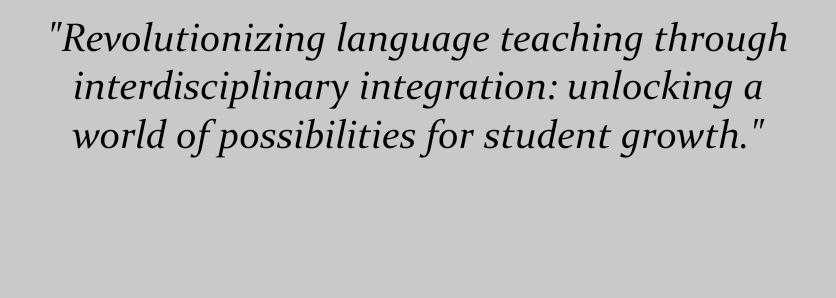 "Revolutionizing language teaching through
interdisciplinary integration: unlocking a
world of possibilities for student growth."